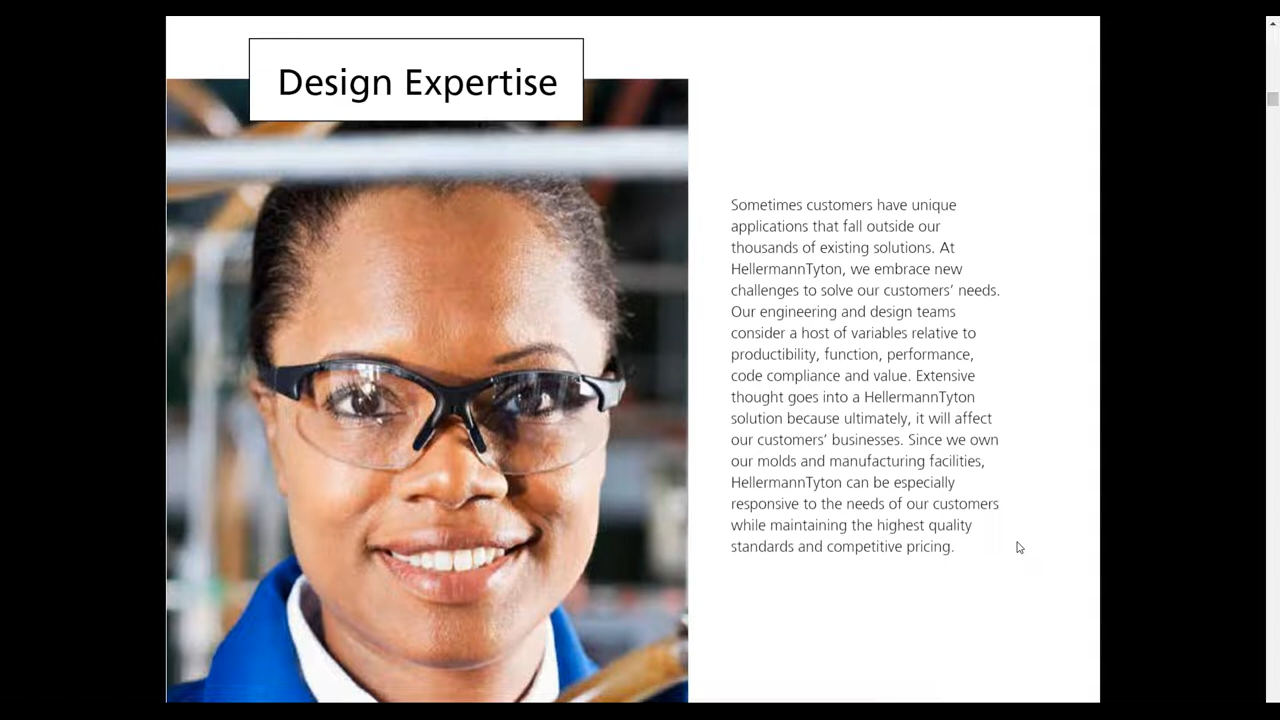 Design Expertise
Sometimes customers have unique
applications that fall outside our
thousands of existing solutions. At
HellermannTyton, we embrace new
challenges to solve our customers’ needs.
Our engineering and design teams
consider a host of variables relative to
productibility, function, performance,
code compliance and value. Extensive
thought goes into a HellermannTyton
solution because ultimately, it will affect
our customers’ businesses. Since we own
our molds and manufacturing facilities,
HellermannTyton can be especially
responsive to the needs of our customers
while maintaining the highest quality
standards and competitive pricing.